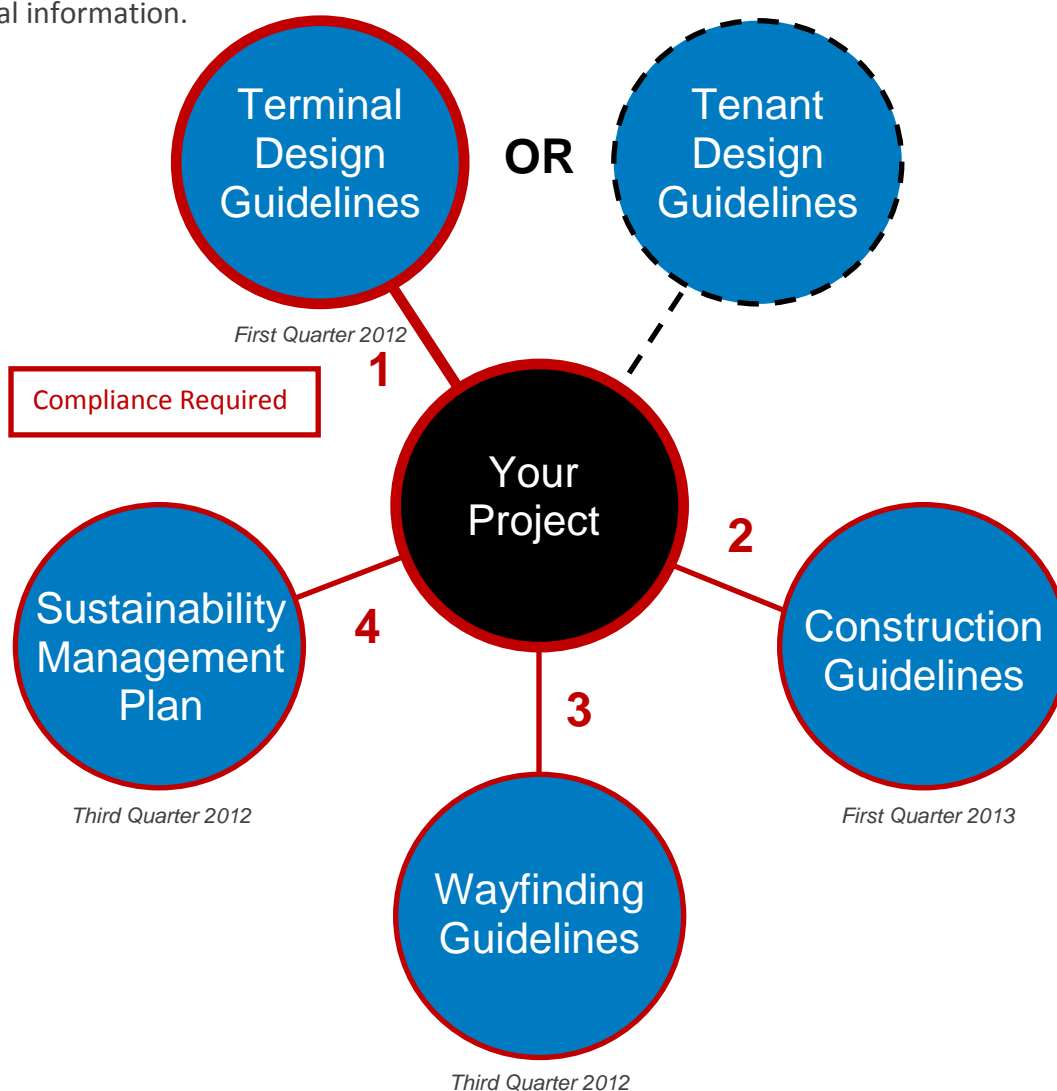 al information.
Terminal
Design
Guidelines
OR
Tenant
Design
Guidelines
First Quarter 2012
1
Compliance Required
Your
Project
2
Sustainability
Management
Plan
4
Construction
Guidelines
3
Third Quarter 2012
First Quarter 2013
Wayfinding
Guidelines
Third Quarter 2012